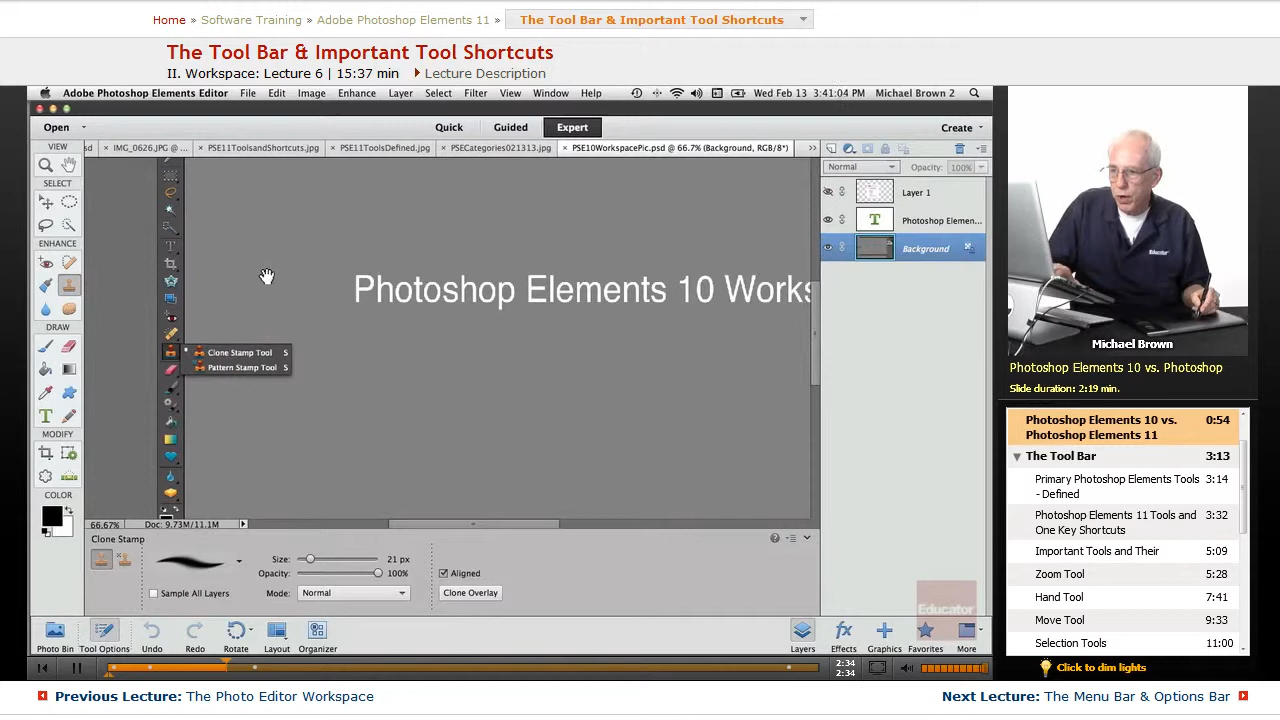 Home » Software Training » Adobe Photoshop Elements 11 » The Tool Bar & Important Tool Shortcuts
The Tool Bar & Important Tool Shortcuts
II. Workspace: Lecture 6 | 15:37 min Lecture Description
Adobe Photoshop Elements Editor File Edit Image Enhance Layer Select Filter View Window Help Wed Feb 13 3:41:04 PM Michael Brown 2
Open Quick Guided Expert Create
VIEW
IMG_0626.JPG @ ... PSE11ToolsandShortcuts.jpg PSE11ToolsDefined.jpg PSECategories021313.jpg PSE10WorkspacePic.psd @ 66.7% (Background, RGB/8*)
Normal Opacity: 100%
SELECT
Layer 1
T Photoshop Elemen...
Background
ENHANCE
Photoshop Elements 10 Works
DRAW
Clone Stamp Tool S
Pattern Stamp Tool S
MODIFY
COLOR
66.67% Doc: 9.73M/11.1M
Clone Stamp
Size: 21 px
Opacity: 100%
Aligned
Sample All Layers Mode: Normal Clone Overlay
Educator
Photo Bin Tool Options Undo Redo Rotate Layout Organizer Layers Effects Graphics Favorites More
2:34
2:34
Educator
Michael Brown
Photoshop Elements 10 vs. Photoshop
Slide duration: 2:19 min.
Photoshop Elements 10 vs. 0:54
Photoshop Elements 11
The Tool Bar 3:13
Primary Photoshop Elements Tools 3:14
- Defined
Photoshop Elements 11 Tools and 3:32
One Key Shortcuts
Important Tools and Their 5:09
Zoom Tool 5:28
Hand Tool 7:41
Move Tool 9:33
Selection Tools 11:00
Click to dim lights
Previous Lecture: The Photo Editor Workspace
Next Lecture: The Menu Bar & Options Bar